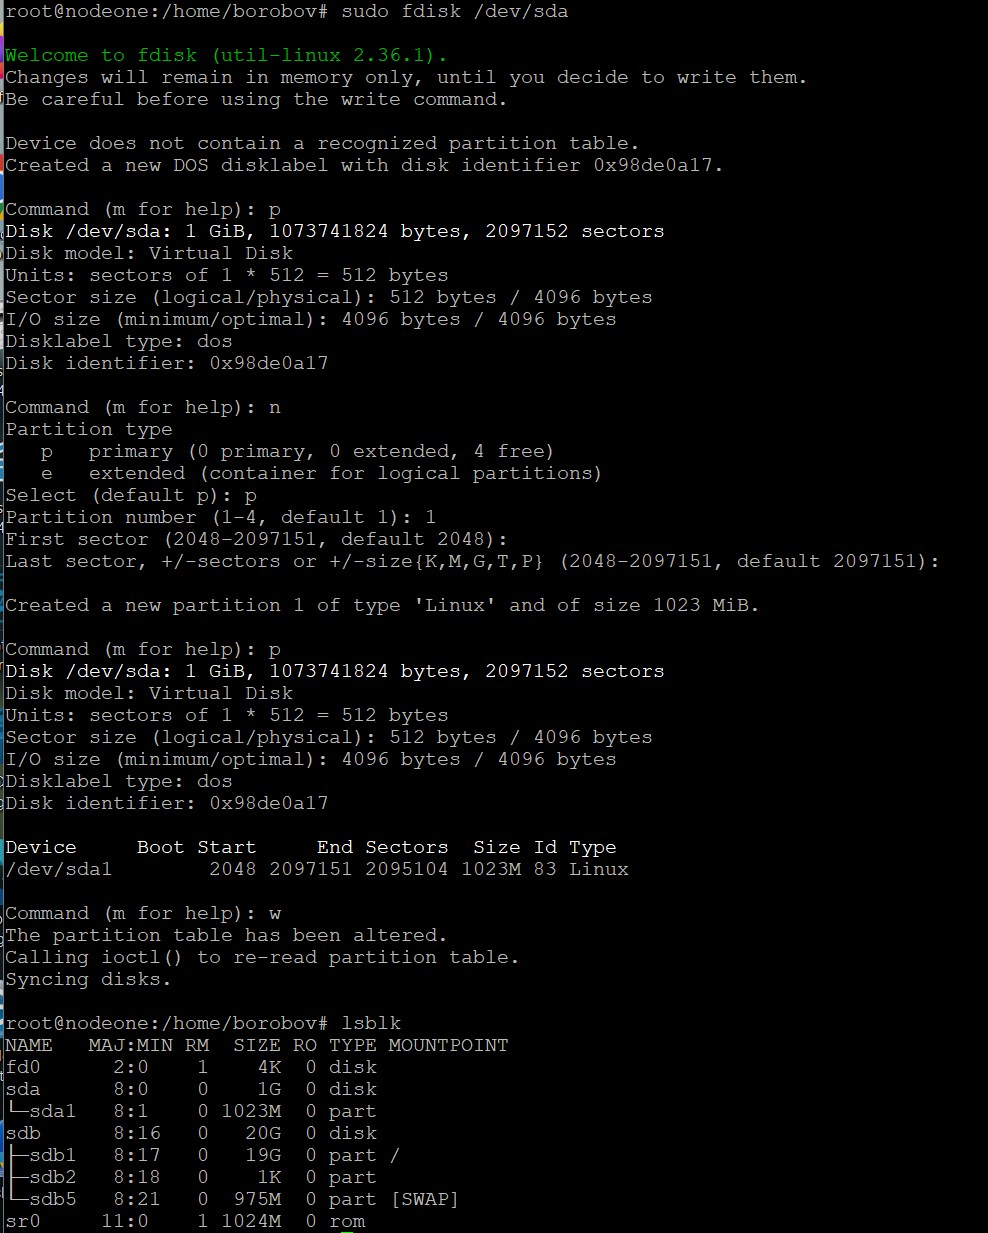 root@nodeone:/home/borobov# sudo fdisk /dev/sda
Welcome to fdisk (util-linux 2.36.1).
Changes will remain in memory only, until you decide to write them.
Be careful before using the write command.
Device does not contain a recognized partition table.
Created a new DOS disklabel with disk identifier 0x98de0a17.
Command (m for help): p
Disk /dev/sda: 1 GiB, 1073741824 bytes, 2097152 sectors
Disk model: Virtual Disk
Units: sectors of 1 * 512 = 512 bytes
Sector size (logical/physical): 512 bytes / 4096 bytes
I/O size (minimum/optimal): 4096 bytes / 4096 bytes
Disklabel type: dos
Disk identifier: 0x98de0a17
Command (m for help): n
Partition type
   p   primary (0 primary, 0 extended, 4 free)
   e   extended (container for logical partitions)
Select (default p): p
Partition number (1-4, default 1): 1
First sector (2048-2097151, default 2048):
Last sector, +/-sectors or +/-size{K,M,G,T,P} (2048-2097151, default 2097151):
Created a new partition 1 of type 'Linux' and of size 1023 MiB.
Command (m for help): p
Disk /dev/sda: 1 GiB, 1073741824 bytes, 2097152 sectors
Disk model: Virtual Disk
Units: sectors of 1 * 512 = 512 bytes
Sector size (logical/physical): 512 bytes / 4096 bytes
I/O size (minimum/optimal): 4096 bytes / 4096 bytes
Disklabel type: dos
Disk identifier: 0x98de0a17
Device     Boot Start     End Sectors  Size Id Type
/dev/sda1        2048 2097151 2095104 1023M 83 Linux
Command (m for help): w
The partition table has been altered.
Calling ioctl() to re-read partition table.
Syncing disks.
root@nodeone:/home/borobov# lsblk
NAME   MAJ:MIN RM  SIZE RO TYPE MOUNTPOINT
fd0      2:0    1    4K  0 disk
sda      8:0    0    1G  0 disk
└─sda1   8:1    0 1023M  0 part
sdb      8:16   0   20G  0 disk
├─sdb1   8:17   0   19G  0 part /
├─sdb2   8:18   0    1K  0 part
└─sdb5   8:21   0  975M  0 part [SWAP]
sr0     11:0    1 1024M  0 rom